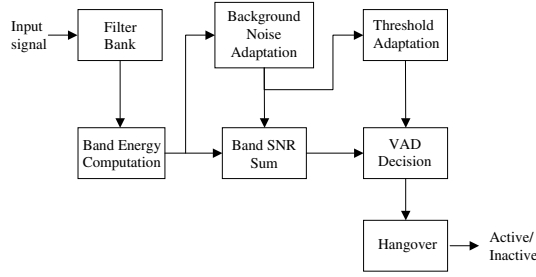 Input
signal
Filter
Bank
Background
Noise
Adaptation
Threshold
Adaptation
Band Energy
Computation
Band SNR
Sum
VAD
Decision
Hangover
Active/
Inactive